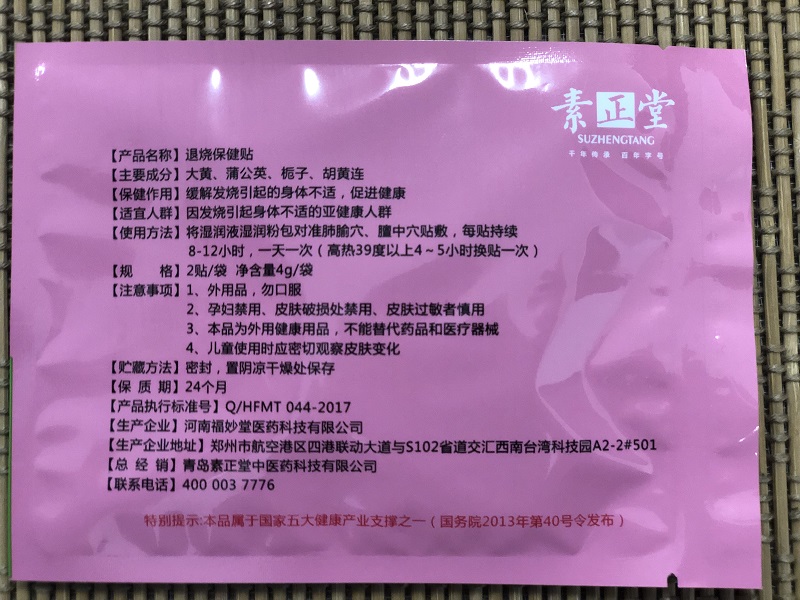 素正堂
SUZHENGTANG
千年传承 百年字号
【产品名称】退烧保健贴
【主要成分】大黄、蒲公英、栀子、胡黄连
【保健作用】缓解发烧引起的身体不适，促进健康
【适宜人群】因发烧引起身体不适的亚健康人群
【使用方法】将湿润液湿润粉包对准肺腧穴、膻中穴贴敷，每贴持续
8-12小时，一天一次（高热39度以上4～5小时换贴一次）
【规 格】2贴/袋 净含量4g/袋
【注意事项】1、外用品，勿口服
2、孕妇禁用、皮肤破损处禁用、皮肤过敏者慎用
3、本品为外用健康用品，不能替代药品和医疗器械
4、儿童使用时应密切观察皮肤变化
【贮藏方法】密封，置阴凉干燥处保存
【保 质 期】24个月
【产品执行标准号】Q/HFMT 044-2017
【生产企业】河南福妙堂医药科技有限公司
【生产企业地址】郑州市航空港区四港联动大道与S102省道交汇西南台湾科技园A2-2#501
【总 经 销】青岛素正堂中医药科技有限公司
【联系电话】400 003 7776
特别提示:本品属于国家五大健康产业支撑之一（国务院2013年第40号令发布）